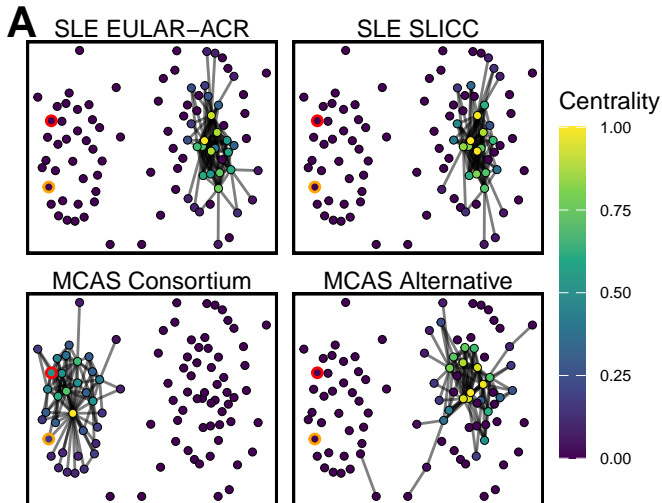 A
SLE EULAR−ACR
SLE SLICC
Centrality
1.00
0.75
0.50
0.25
0.00
MCAS Consortium
MCAS Alternative